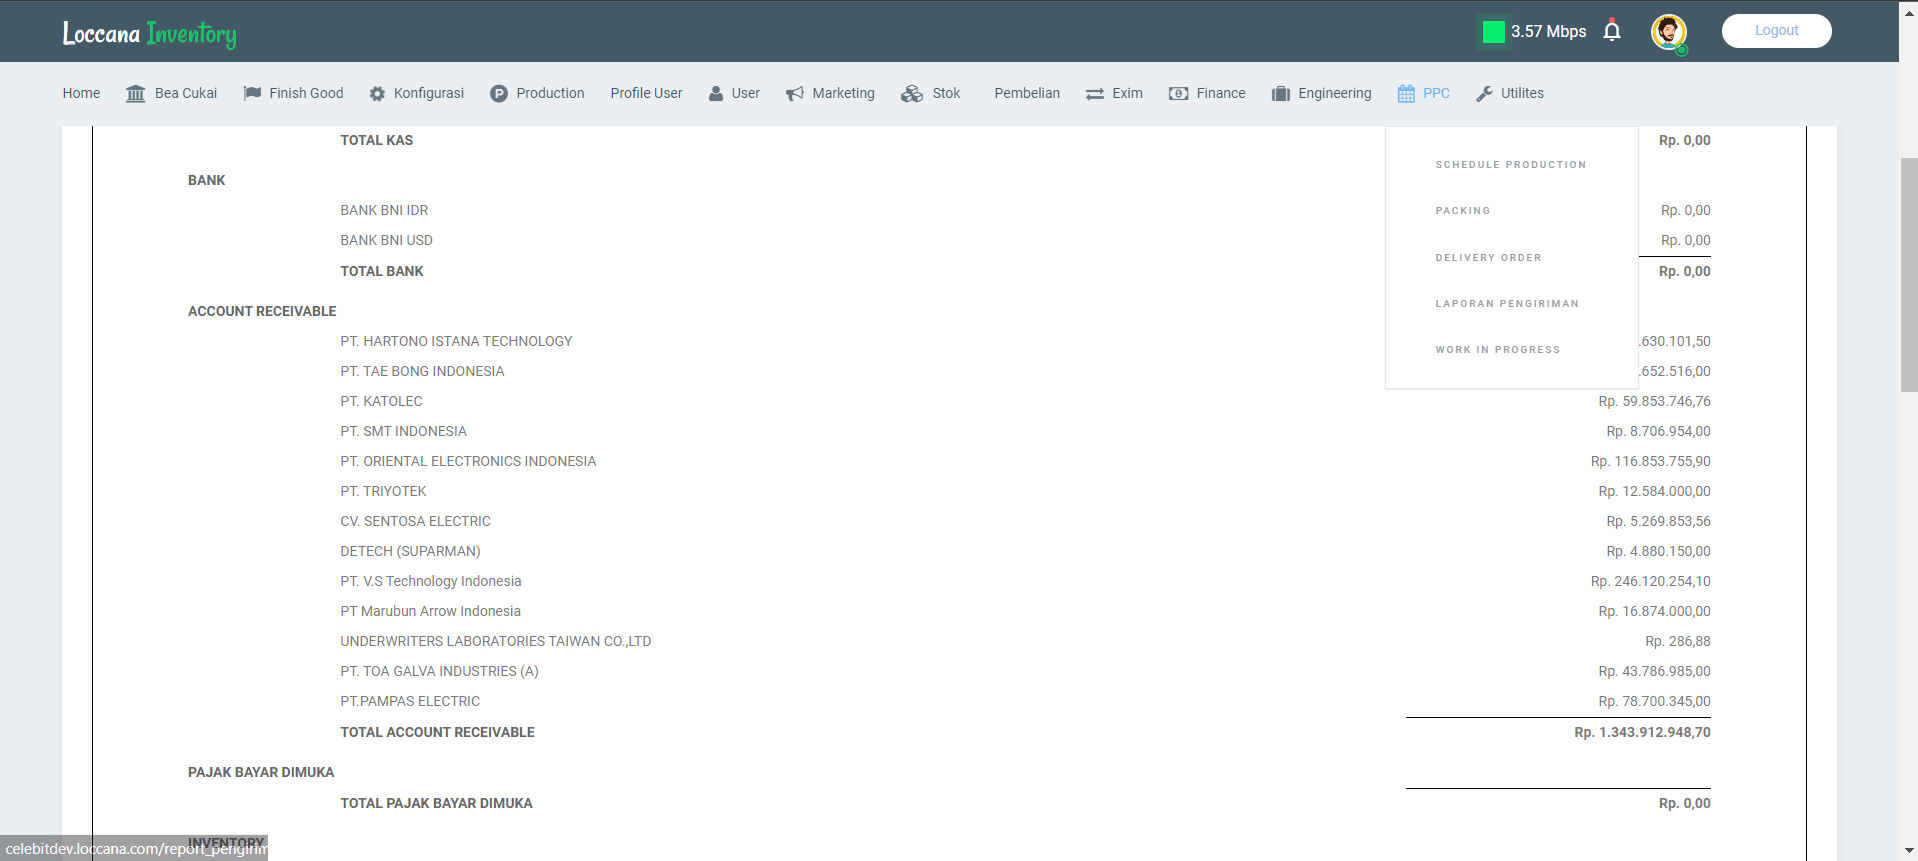 Loccana Inventory
3.57 Mbps
Logout
Home Bea Cukai Finish Good Konfigurasi Production Profile User User Marketing Stok Pembelian Exim Finance Engineering PPC Utilites
SCHEDULE PRODUCTION
PACKING
DELIVERY ORDER
LAPORAN PENGIRIMAN
WORK IN PROGRESS
TOTAL KAS Rp. 0,00
BANK
BANK BNI IDR Rp. 0,00
BANK BNI USD Rp. 0,00
TOTAL BANK Rp. 0,00
ACCOUNT RECEIVABLE
PT. HARTONO ISTANA TECHNOLOGY .630.101,50
PT. TAE BONG INDONESIA .652.516,00
PT. KATOLEC Rp. 59.853.746,76
PT. SMT INDONESIA Rp. 8.706.954,00
PT. ORIENTAL ELECTRONICS INDONESIA Rp. 116.853.755,90
PT. TRIYOTEK Rp. 12.584.000,00
CV. SENTOSA ELECTRIC Rp. 5.269.853,56
DETECH (SUPARMAN) Rp. 4.880.150,00
PT. V.S Technology Indonesia Rp. 246.120.254,10
PT Marubun Arrow Indonesia Rp. 16.874.000,00
UNDERWRITERS LABORATORIES TAIWAN CO.,LTD Rp. 286,88
PT. TOA GALVA INDUSTRIES (A) Rp. 43.786.985,00
PT.PAMPAS ELECTRIC Rp. 78.700.345,00
TOTAL ACCOUNT RECEIVABLE Rp. 1.343.912.948,70
PAJAK BAYAR DIMUKA
TOTAL PAJAK BAYAR DIMUKA Rp. 0,00
INVENTORY
celebitdev.loccana.com/report_pengirim